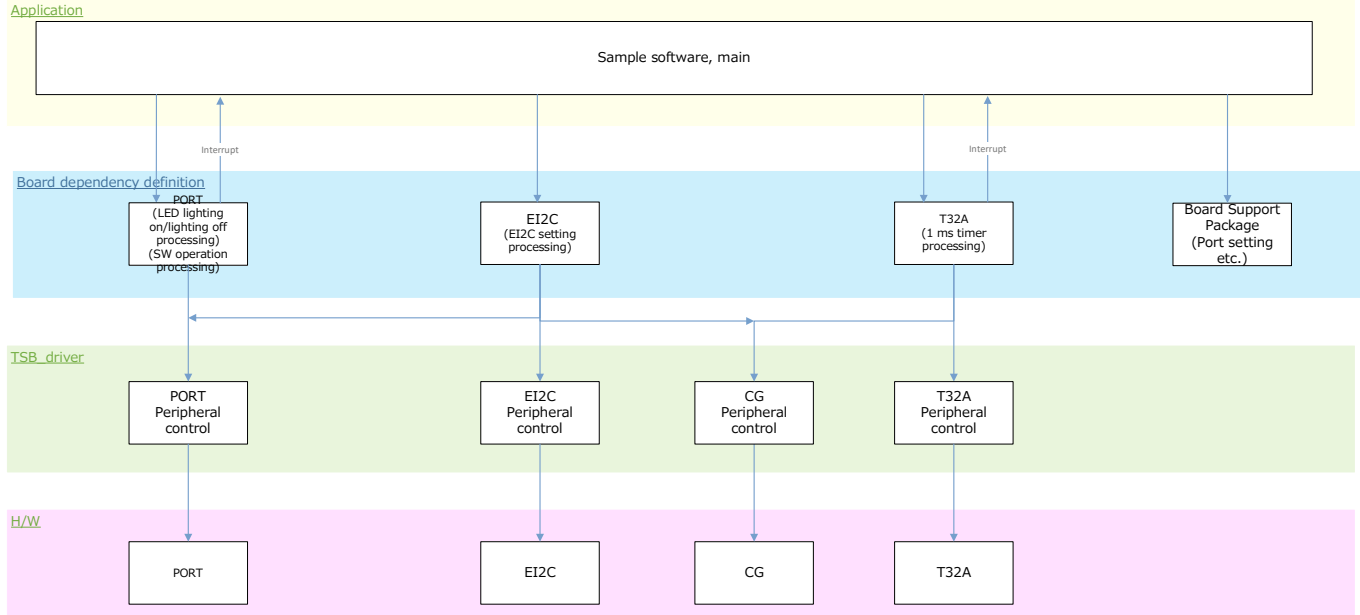 Application
Sample software, main
Interrupt
Interrupt
Board dependency definition
PORT
(LED lighting
on/lighting off
processing)
(SW operation
processing)
EI2C
(EI2C setting
processing)
T32A
(1 ms timer
processing)
Board Support
Package
(Port setting
etc.)
TSB_driver
PORT
Peripheral
control
EI2C
Peripheral
control
CG
Peripheral
control
T32A
Peripheral
control
H/W
PORT
EI2C
CG
T32A